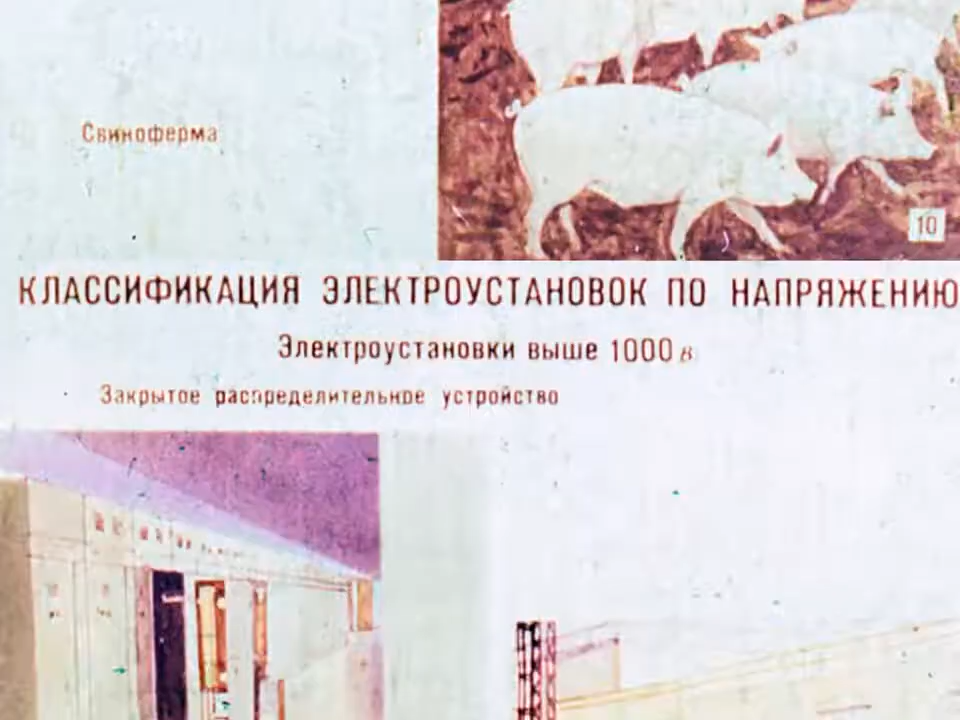 Свиноферма
10
КЛАССИФИКАЦИЯ ЭЛЕКТРОУСТАНОВОК ПО НАПРЯЖЕНИЮ
Электроустановки выше 1000 в
Закрытое распределительное устройство